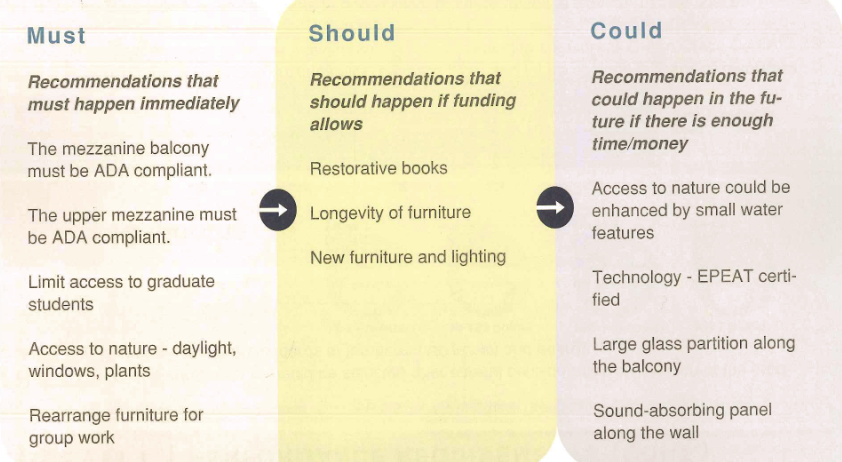 Must
Recommendations that
must happen immediately
The mezzanine balcony
must be ADA compliant.
The upper mezzanine must
be ADA compliant.
Limit access to graduate
students
Access to nature - daylight,
windows, plants
Rearrange furniture for
group work
Should
Recommendations that
should happen if funding
allows
Restorative books
Longevity of furniture
New furniture and lighting
Could
Recommendations that
could happen in the fu-
ture if there is enough
time/money
Access to nature could be
enhanced by small water
features
Technology - EPEAT certi-
fied
Large glass partition along
the balcony
Sound-absorbing panel
along the wall